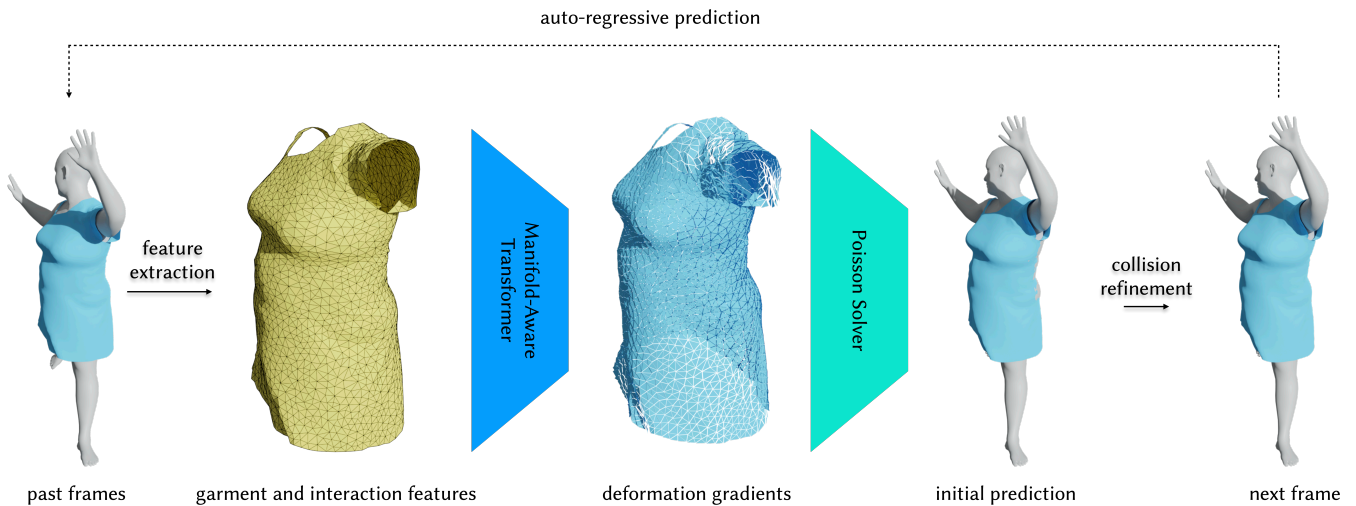 auto-regressive prediction
feature
extraction
Manifold-Aware
Transformer
Poisson Solver
collision
refinement
past frames
garment and interaction features
deformation gradients
initial prediction
next frame